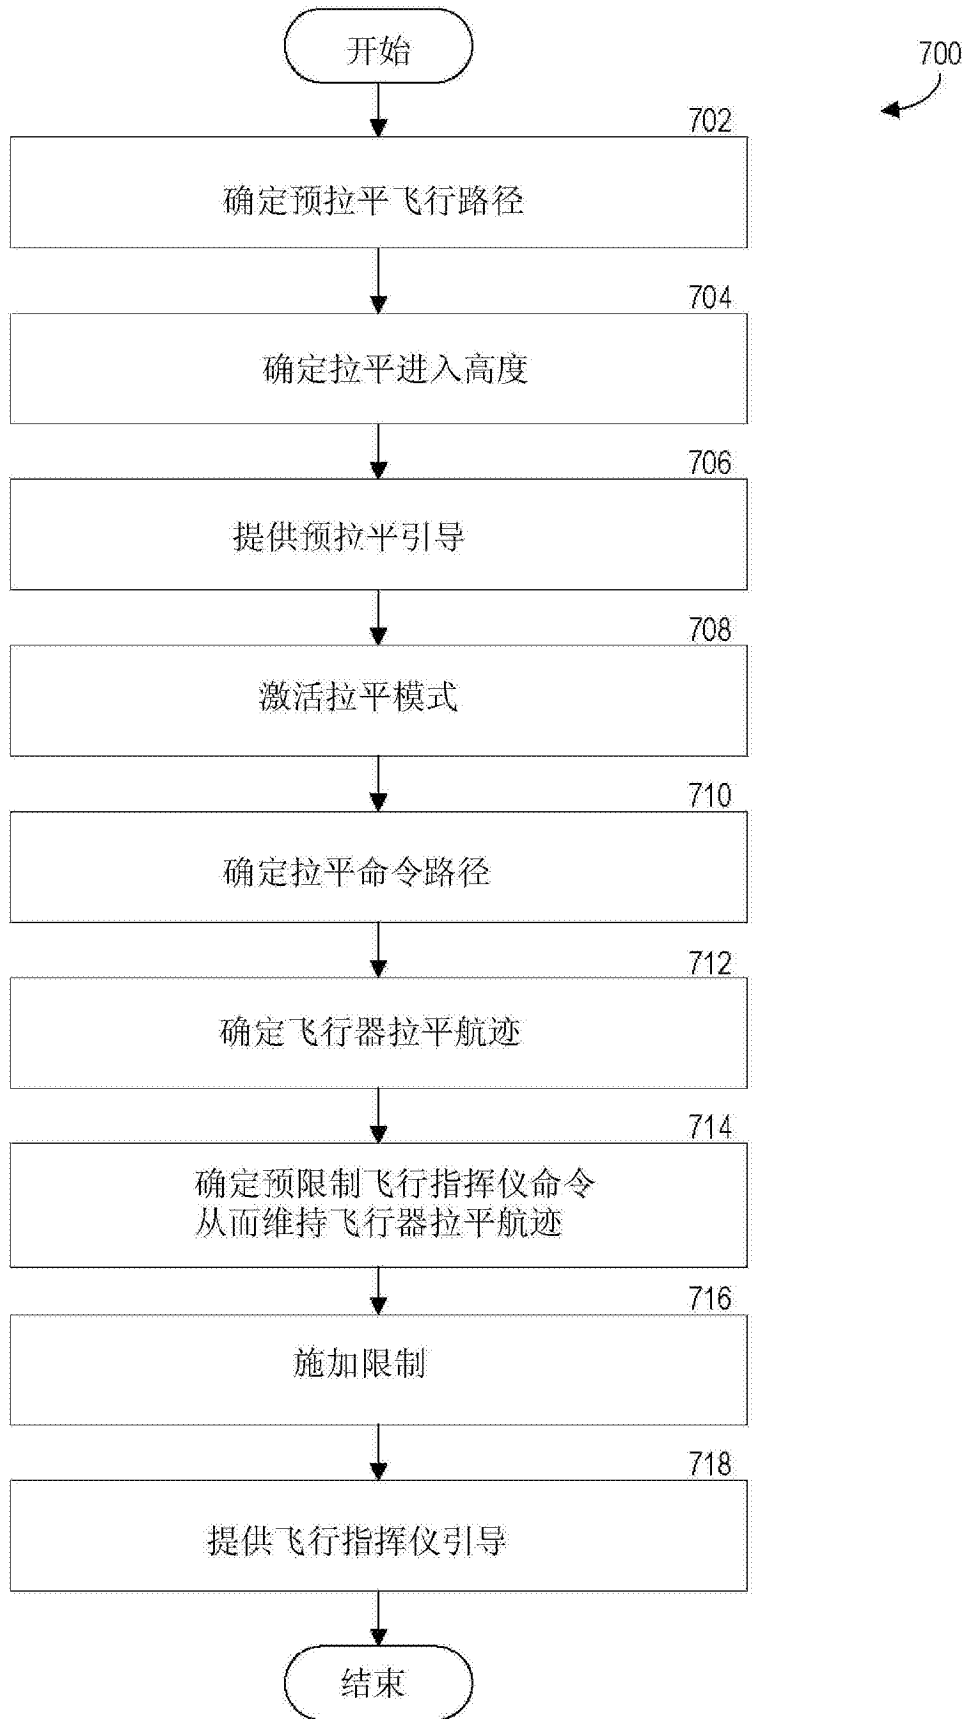 开始
700
702
确定预拉平飞行路径
704
确定拉平进入高度
706
提供预拉平引导
708
激活拉平模式
710
确定拉平命令路径
712
确定飞行器拉平航迹
714
确定预限制飞行指挥仪命令
从而维持飞行器拉平航迹
716
施加限制
718
提供飞行指挥仪引导
结束